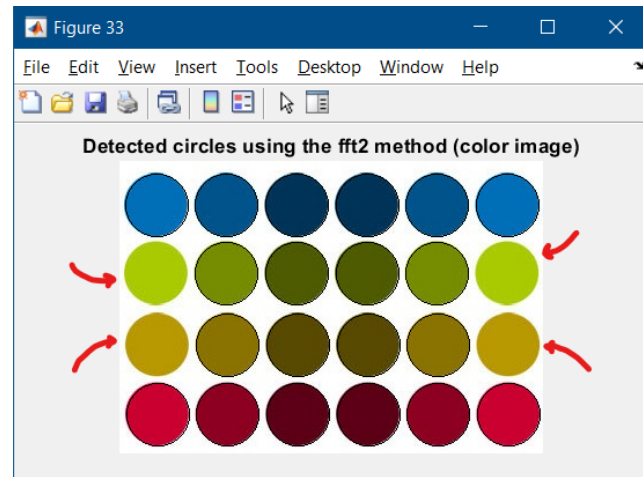 Figure 33
File Edit View Insert Tools Desktop Window Help
Detected circles using the fft2 method (color image)